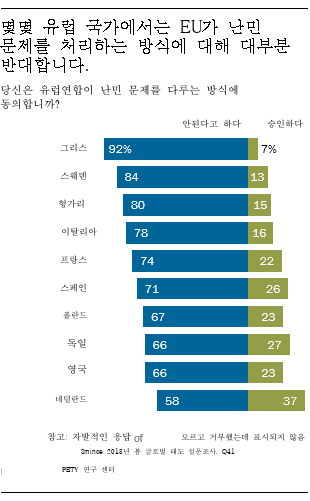 몇몇 유럽 국가에서는 EU가 난민
문제를 처리하는 방식에 대해 대부분
반대합니다.
당신은 유럽연합이 난민 문제를 다루는 방식에
동의합니까?
안된다고 하다 승인하다
그리스 92% 7%
스웨덴 84 13
헝가리 80 15
이탈리아 78 16
프랑스 74 22
스페인 71 26
폴란드 67 23
독일 66 27
영국 66 23
네덜란드 58 37
참고: 자발적인 응답 of 모르고 거부했는데 표시되지 않음
Smince 2018년 봄 글로벌 태도 설문조사. Q41
PETY 연구 센터